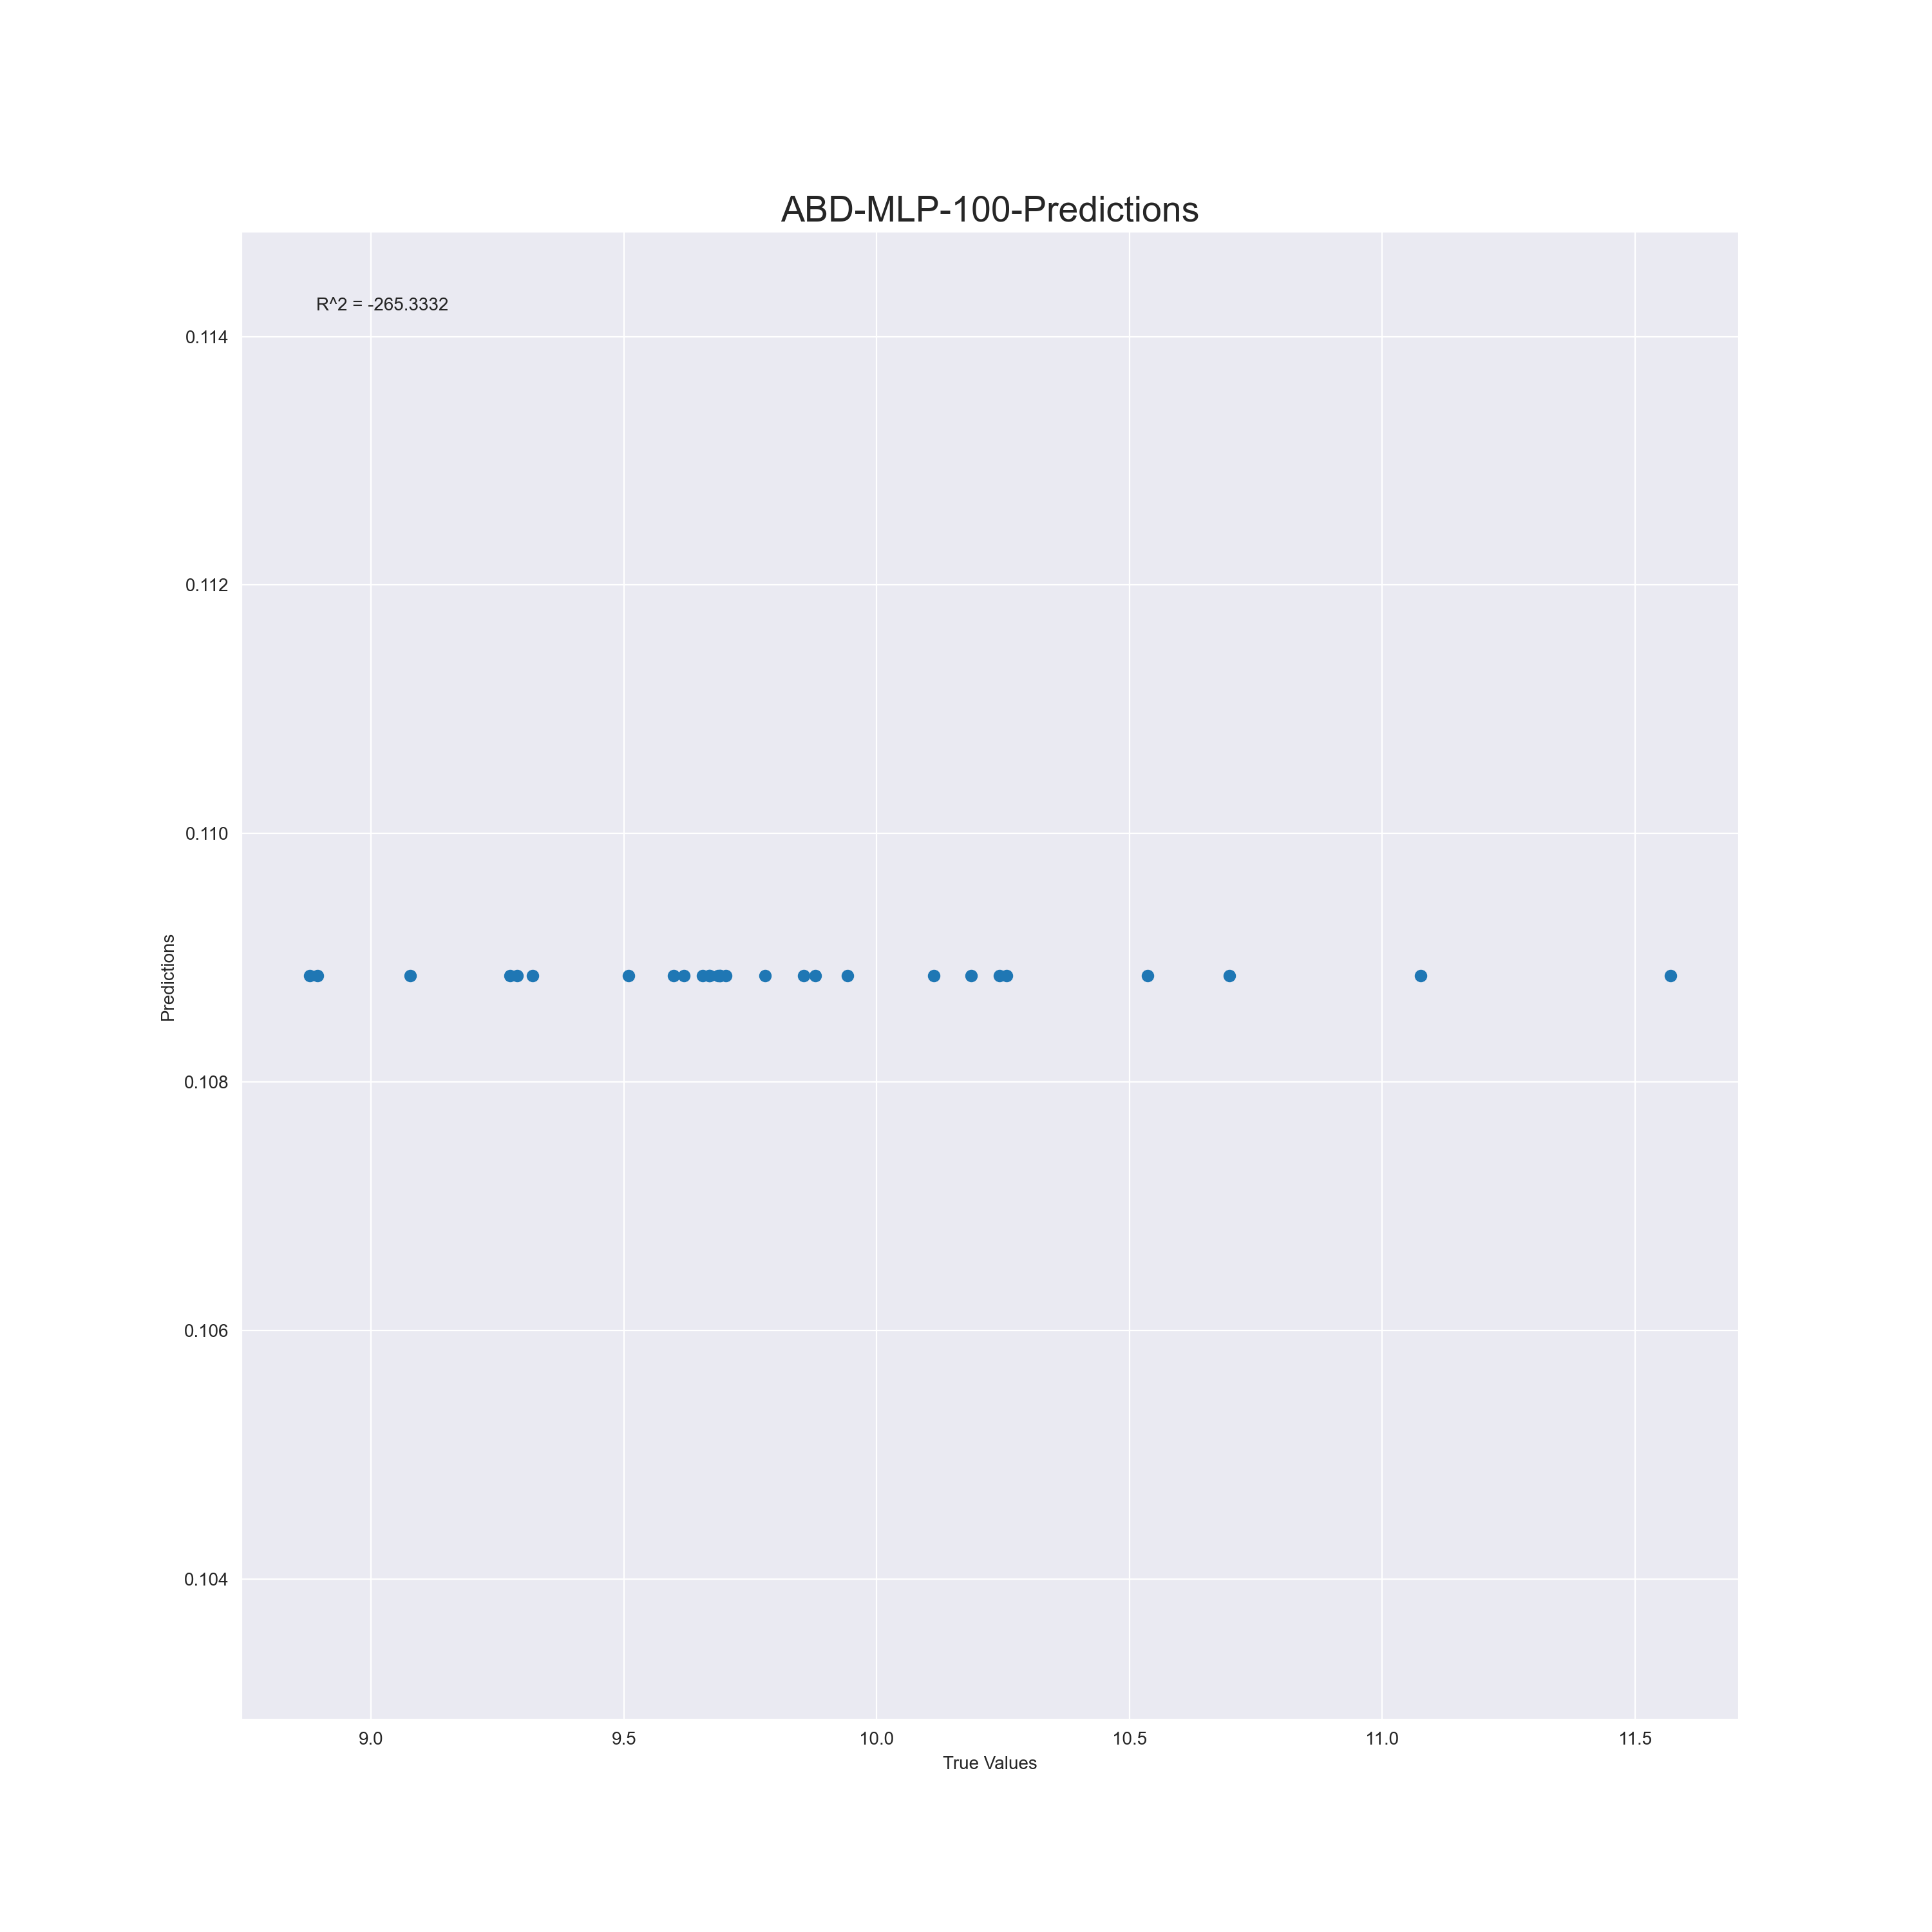 ABD-MLP-100-Predictions
R^2 = -265.3332
0.114
0.112
0.110
0.108
0.106
0.104
Predictions
9.0 9.5 10.0 10.5 11.0 11.5
True Values